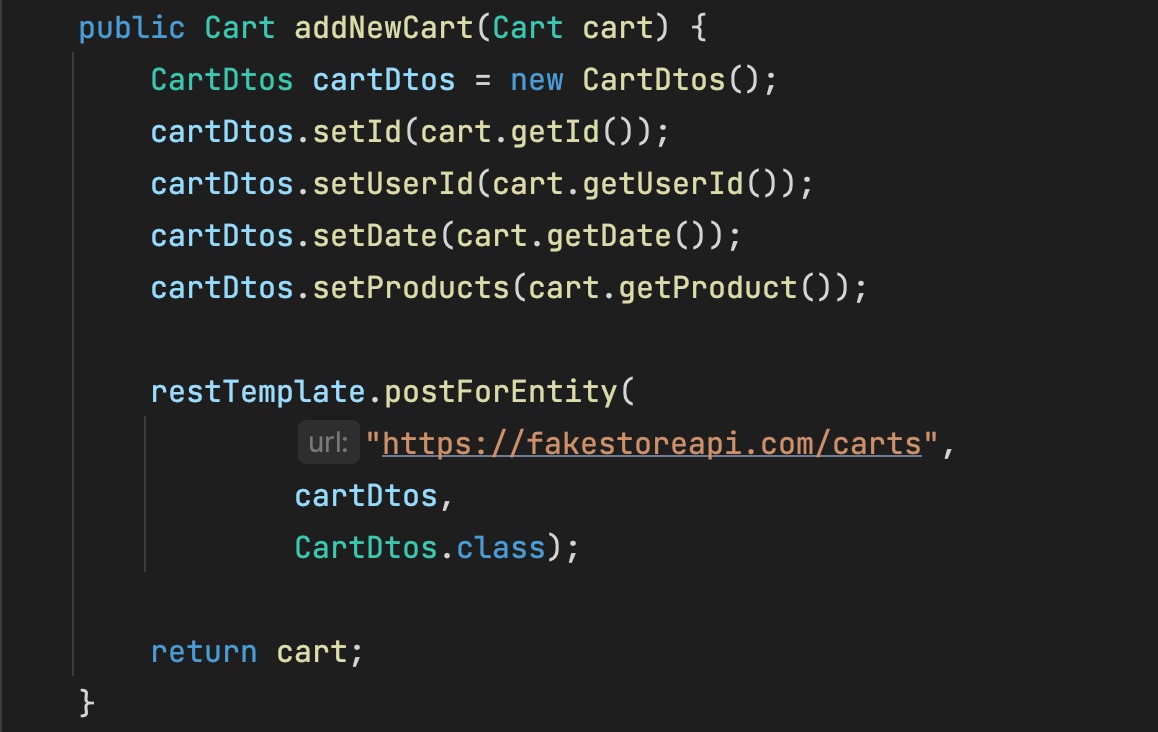 public Cart addNewCart(Cart cart) {
CartDtos cartDtos = new CartDtos();
cartDtos.setId(cart.getId());
cartDtos.setUserId(cart.getUserId());
cartDtos.setDate(cart.getDate());
cartDtos.setProducts(cart.getProduct());
restTemplate.postForEntity(
url: "https://fakestoreapi.com/carts",
cartDtos,
CartDtos.class);
return cart;
}